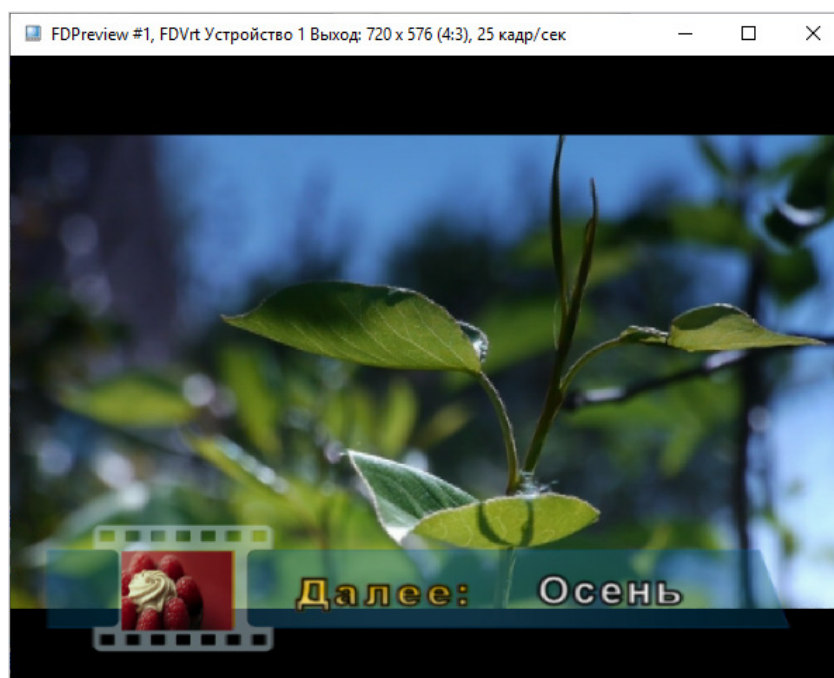 FDPreview #1, FDVrt Устройство 1 Выход: 720 x 576 (4:3), 25 кадр/сек
Далее: Осень